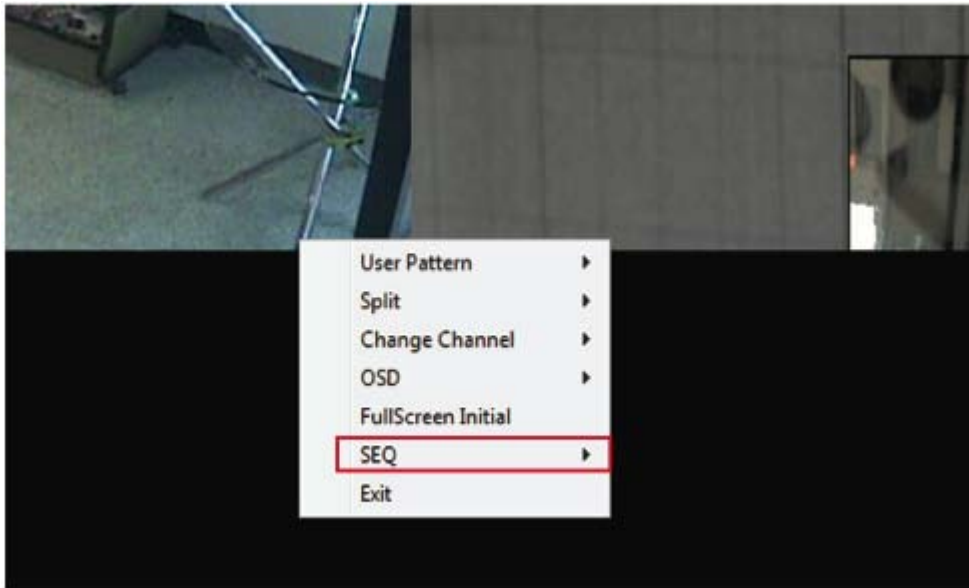 User Pattern
Split
Change Channel
OSD
FullScreen Initial
SEQ
Exit